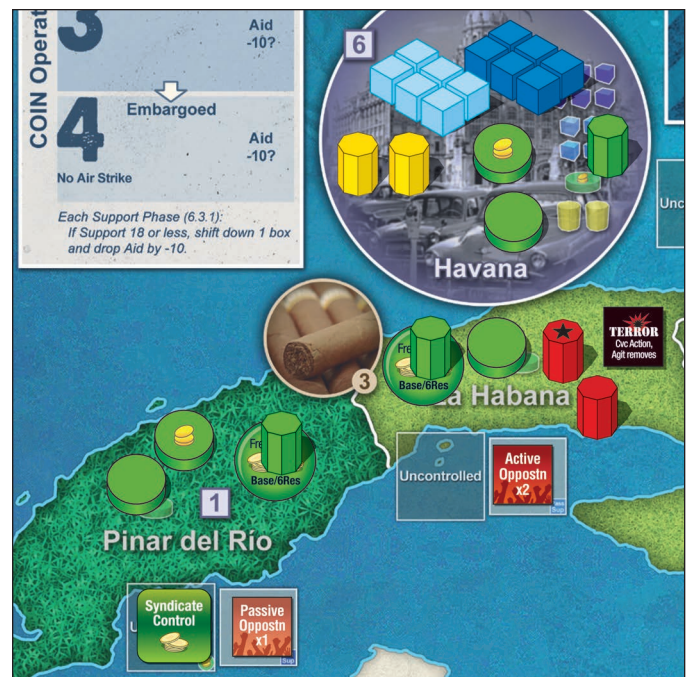 COIN Operat
3
Aid
-10?
Embargoed
4
Aid
-10?
No Air Strike
Each Support Phase (6.3.1):
If Support 18 or less, shift down 1 box
and drop Aid by -10.
6
Havana
Unc
TERROR
Cvc Action,
Agit removes
3
Fre
Base/6Res
La Habana
Uncontrolled
Active
Oppostn
x2
Sup
Fre
Base/6Res
1
Pinar del Río
U
Syndicate
Control
Passive
Oppostn
x1
Sup